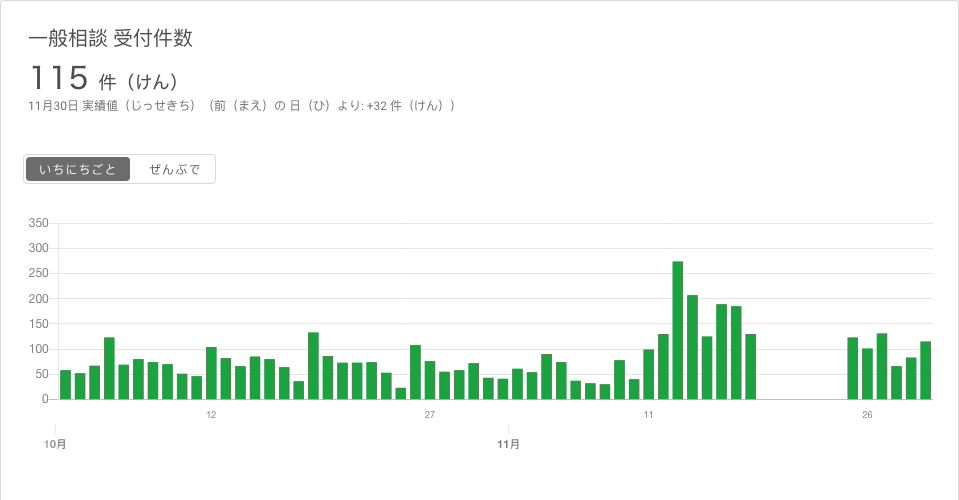 一般相談 受付件数
115 件（けん）
11月30日 実績値（じっせきち）（前（まえ）の 日（ひ）より: +32 件（けん））
いちにちごと ぜんぶで
350
300
250
200
150
100
50
0
12 27 11 26
10月 11月